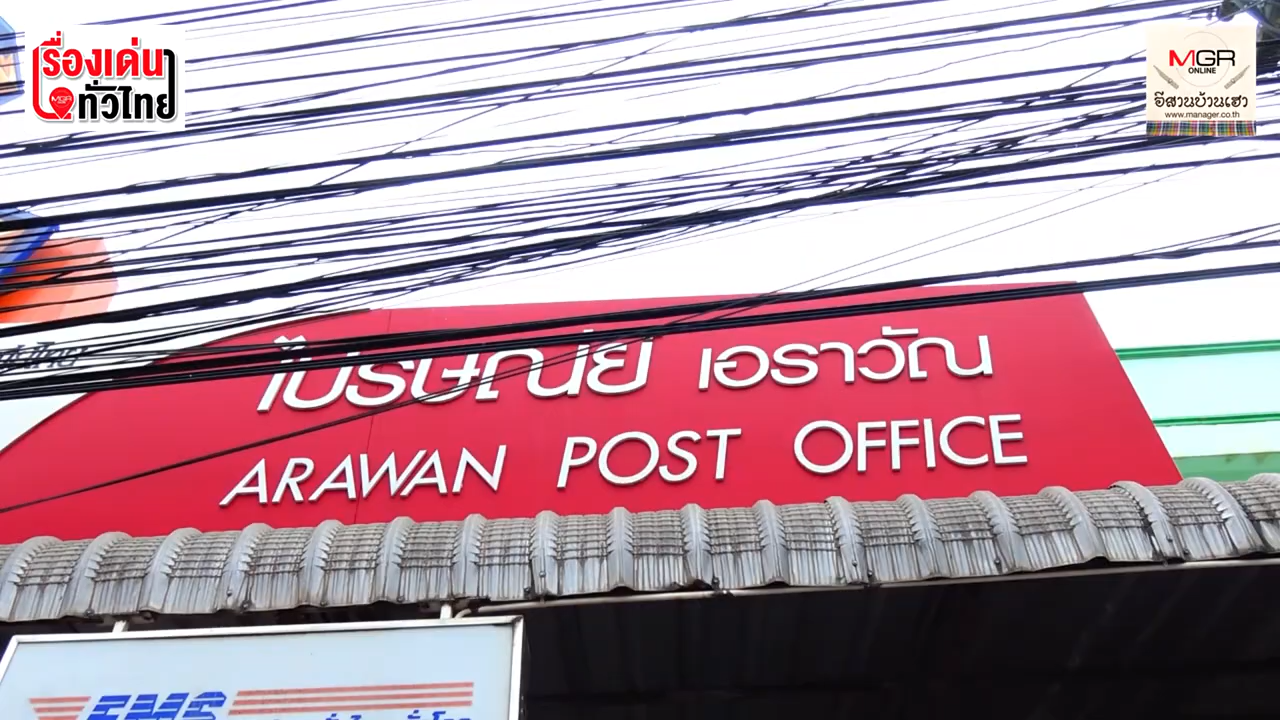 เรื่องเด่น
ทั่วไทย
MGR
ONLINE
อีสานบ้านเฮา
www.manager.co.th
ไปรษณีย์ เอราวัณ
ARAWAN POST OFFICE
EMS